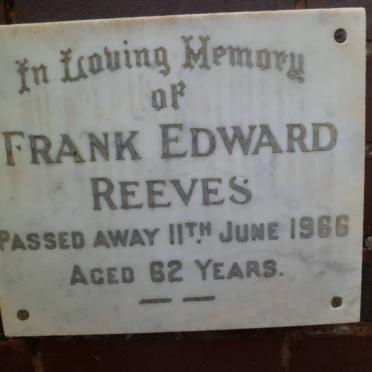 In Loving Memory
of
FRANK EDWARD
REEVES
PASSED AWAY 11TH. JUNE 1966
AGED 62 YEARS.